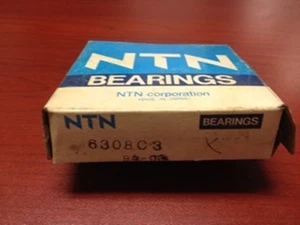 NTN
BEARINGS
NTN corporation
MADE IN JAPAN
NTN BEARINGS
6308C3